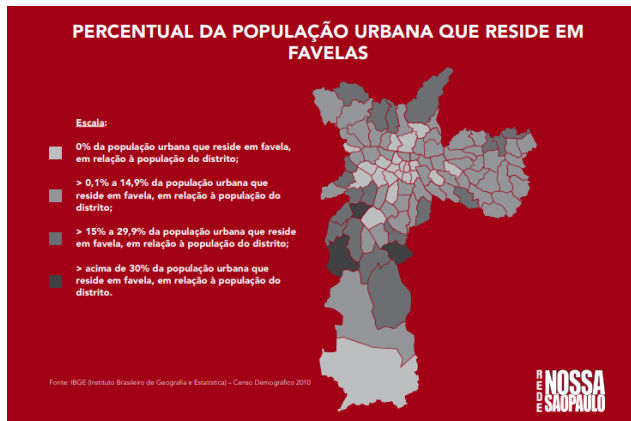 PERCENTUAL DA POPULAÇÃO URBANA QUE RESIDE EM
FAVELAS
Escala:
0% da população urbana que reside em favela,
em relação à população do distrito;
> 0,1% a 14,9% da população urbana que
reside em favela, em relação à população do
distrito;
> 15% a 29,9% da população urbana que reside
em favela, em relação à população do distrito;
> acima de 30% da população urbana que
reside em favela, em relação à população do
distrito.
Fonte: IBGE (Instituto Brasileiro de Geografia e Estatística) – Censo Demográfico 2010
REDE
NOSSA
SÃOPAULO